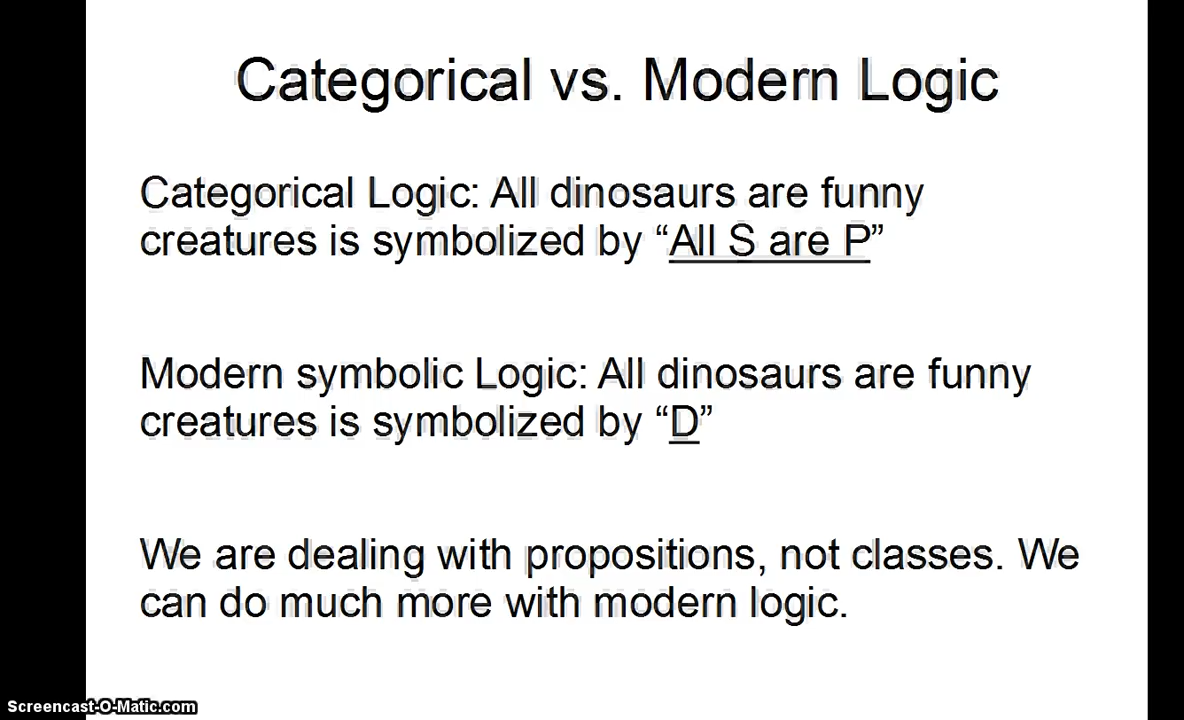 Categorical vs. Modern Logic
Categorical Logic: All dinosaurs are funny
creatures is symbolized by “All S are P”
Modern symbolic Logic: All dinosaurs are funny
creatures is symbolized by “D”
We are dealing with propositions, not classes. We
can do much more with modern logic.
Screencast-O-Matic.com